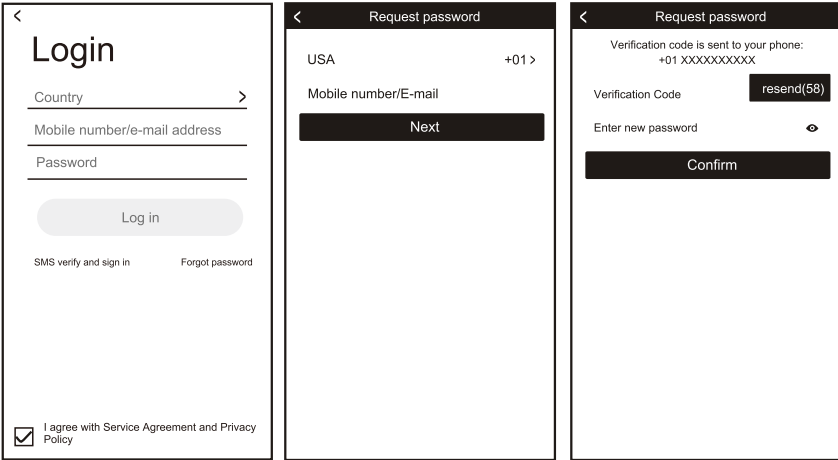 Login
Country
Mobile number/e-mail address
Password
Log in
SMS verify and sign in
Forgot password
I agree with Service Agreement and Privacy
Policy
Request password
USA
+01
Mobile number/E-mail
Next
Request password
Verification code is sent to your phone:
+01 XXXXXXXXXX
Verification Code
resend(58)
Enter new password
Confirm